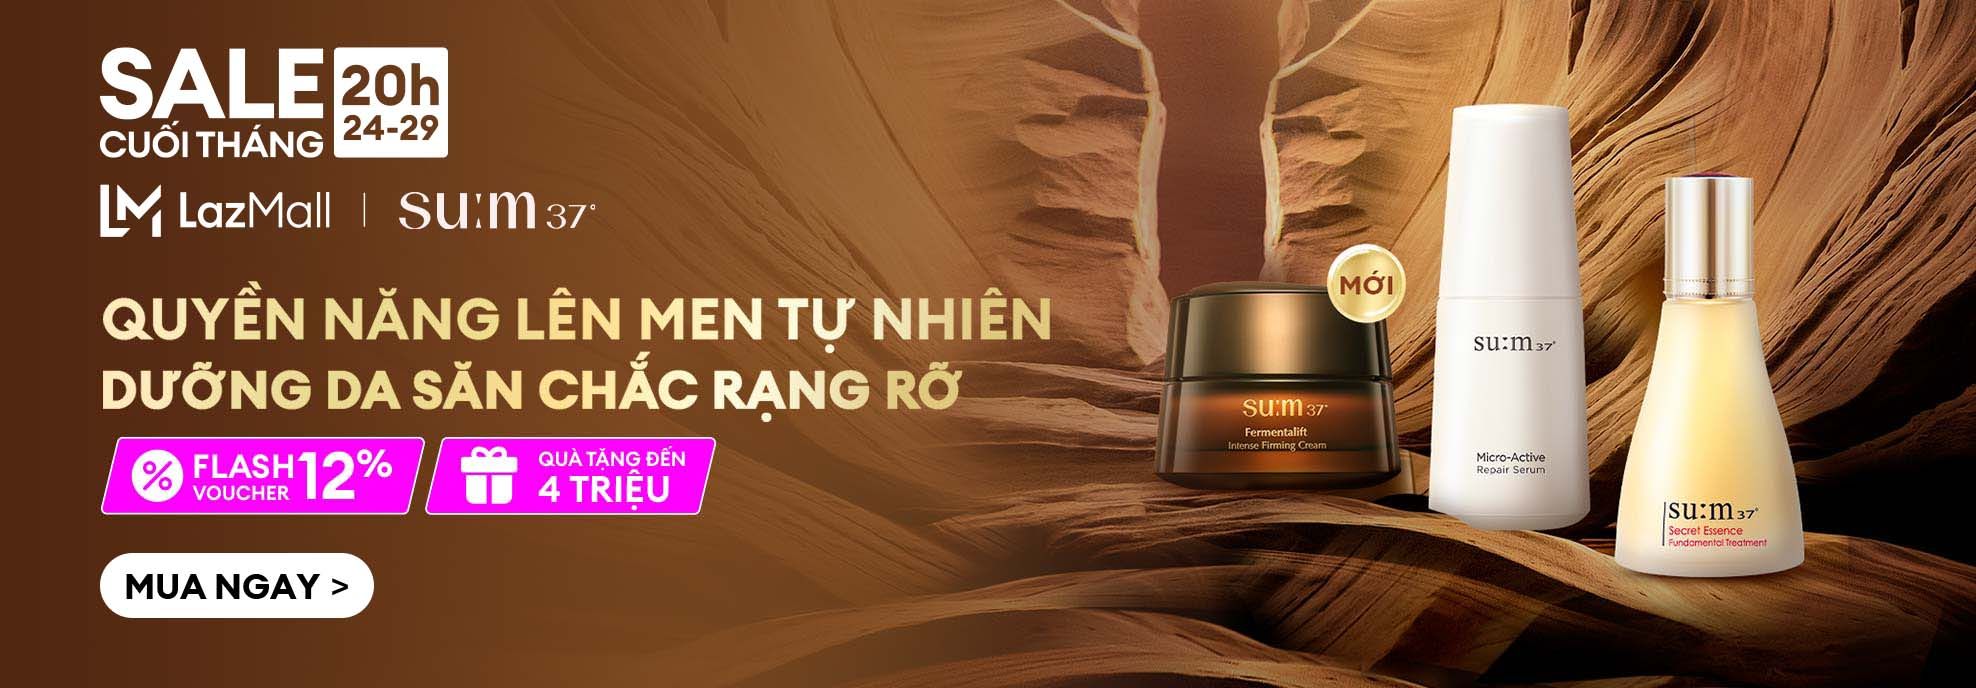 SALE
CUỐI THÁNG
20h
24-29
LazMall | su:m37°
QUYỀN NĂNG LÊN MEN TỰ NHIÊN
DƯỠNG DA SĂN CHẮC RẠNG RỠ
FLASH
VOUCHER
12%
QUÀ TẶNG ĐẾN
4 TRIỆU
MUA NGAY >
MỚI
su:m37°
Fermentalift
Intense Firming Cream
su:m37°
Micro-Active
Repair Serum
su:m37°
Secret Essence
Fundamental Treatment